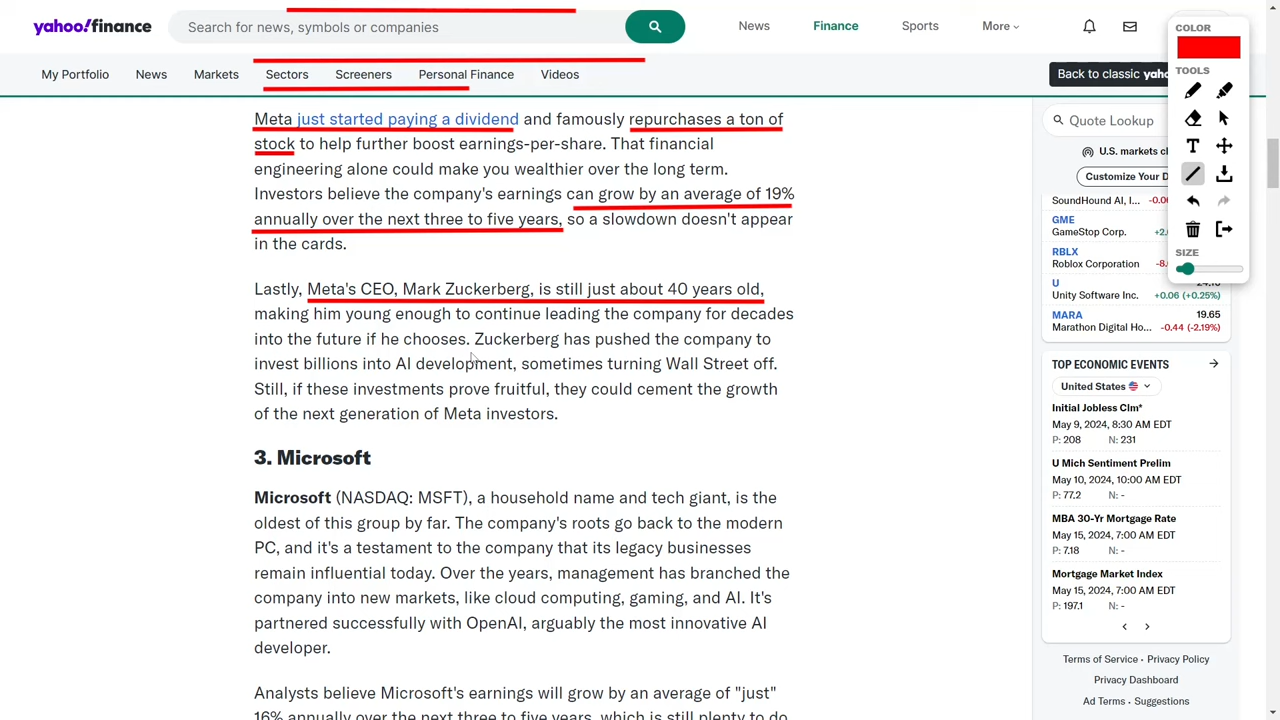 yahoo!finance
Search for news, symbols or companies
News
Finance
Sports
More
My Portfolio
News
Markets
Sectors
Screeners
Personal Finance
Videos
Back to classic
COLOR
TOOLS
T
SIZE
Meta just started paying a dividend and famously repurchases a ton of
stock to help further boost earnings-per-share. That financial
engineering alone could make you wealthier over the long term.
Investors believe the company's earnings can grow by an average of 19%
annually over the next three to five years, so a slowdown doesn't appear
in the cards.
Lastly, Meta's CEO, Mark Zuckerberg, is still just about 40 years old,
making him young enough to continue leading the company for decades
into the future if he chooses. Zuckerberg has pushed the company to
invest billions into AI development, sometimes turning Wall Street off.
Still, if these investments prove fruitful, they could cement the growth
of the next generation of Meta investors.
3. Microsoft
Microsoft (NASDAQ: MSFT), a household name and tech giant, is the
oldest of this group by far. The company's roots go back to the modern
PC, and it's a testament to the company that its legacy businesses
remain influential today. Over the years, management has branched the
company into new markets, like cloud computing, gaming, and AI. It's
partnered successfully with OpenAI, arguably the most innovative AI
developer.
Analysts believe Microsoft's earnings will grow by an average of "just"
16% annually over the next three to five years, which is still plenty to do
Quote Lookup
U.S. markets
Customize Your
SoundHound AI, I...
GME
GameStop Corp.
RBLX
Roblox Corporation
U
Unity Software Inc.
+0.06 (+0.25%)
MARA
19.65
Marathon Digital Ho...
-0.44 (-2.19%)
TOP ECONOMIC EVENTS
United States
Initial Jobless Clm*
May 9, 2024, 8:30 AM EDT
P: 208 N: 231
U Mich Sentiment Prelim
May 10, 2024, 10:00 AM EDT
P: 77.2 N: -
MBA 30-Yr Mortgage Rate
May 15, 2024, 7:00 AM EDT
P: 7.18 N: -
Mortgage Market Index
May 15, 2024, 7:00 AM EDT
P: 197.1 N: -
Terms of Service • Privacy Policy
Privacy Dashboard
Ad Terms • Suggestions